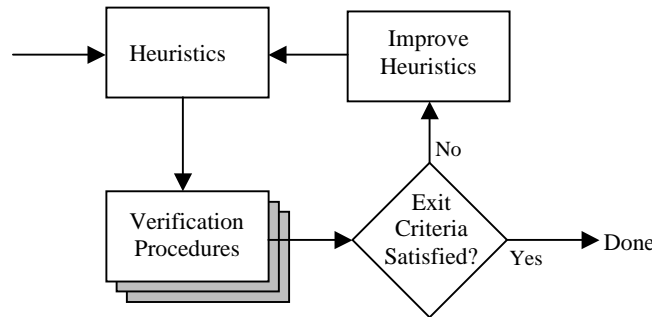 Heuristics
Improve
Heuristics
No
Verification
Procedures
Exit
Criteria
Satisfied?
Yes
Done